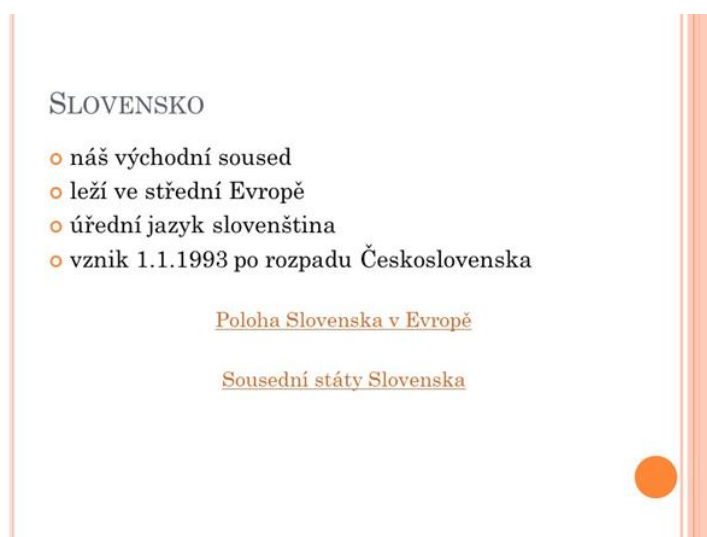 SLOVENSKO
náš východní soused
leží ve střední Evropě
úřední jazyk slovenština
vznik 1.1.1993 po rozpadu Československa
Poloha Slovenska v Evropě
Sousední státy Slovenska